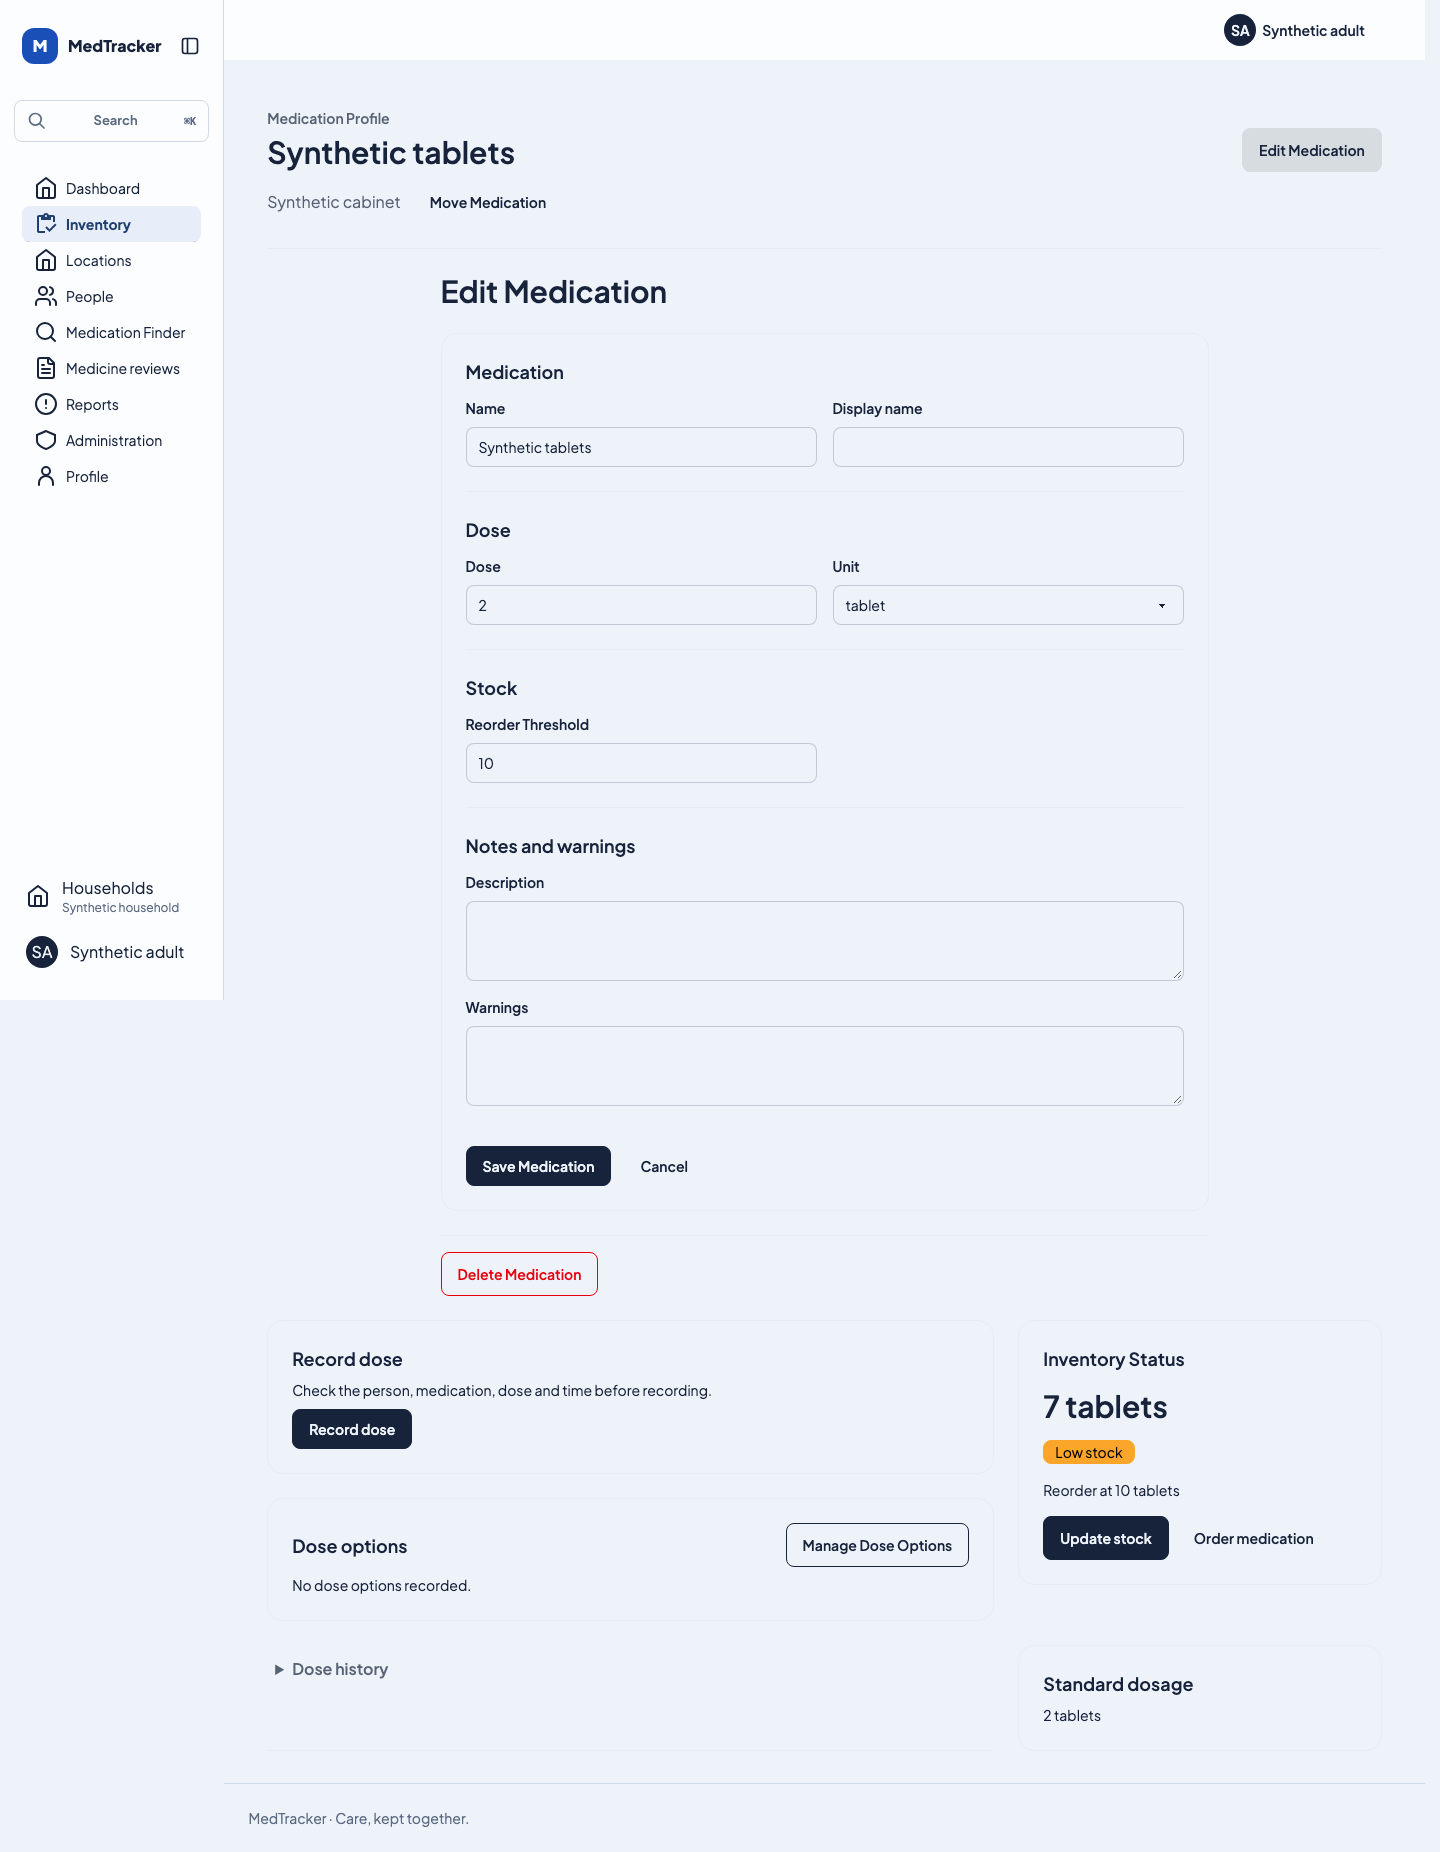 M MedTracker
Search ⌘K
Dashboard
Inventory
Locations
People
Medication Finder
Medicine reviews
Reports
Administration
Profile
Households
Synthetic household
SA Synthetic adult
SA Synthetic adult
Medication Profile
Synthetic tablets
Edit Medication
Synthetic cabinet Move Medication
Edit Medication
Medication
Name Display name
Synthetic tablets
Dose
Dose Unit
2 tablet
Stock
Reorder Threshold
10
Notes and warnings
Description
Warnings
Save Medication Cancel
Delete Medication
Record dose
Check the person, medication, dose and time before recording.
Record dose
Dose options
Manage Dose Options
No dose options recorded.
Dose history
Inventory Status
7 tablets
Low stock
Reorder at 10 tablets
Update stock Order medication
Standard dosage
2 tablets
MedTracker · Care, kept together.